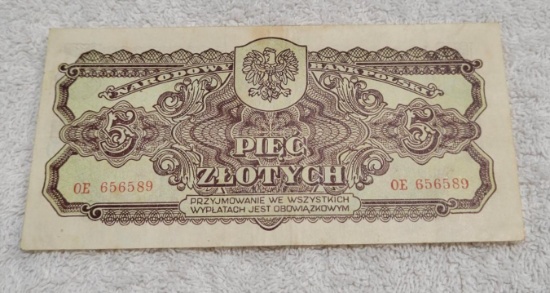 NARODOWY BANK POLSKI
5 PIĘĆ 5
ZŁOTYCH
OE 656589 OE 656589
PRZYJMOWANIE WE WSZYSTKICH
WYPŁATACH JEST OBOWIĄZKOWYM